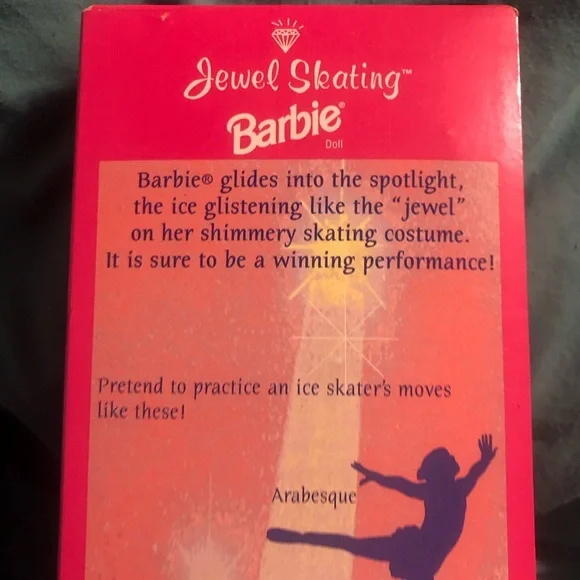 Jewel Skating™
Barbie®
Doll
Barbie® glides into the spotlight,
the ice glistening like the “jewel”
on her shimmery skating costume.
It is sure to be a winning performance!
Pretend to practice an ice skater's moves
like these!
Arabesque